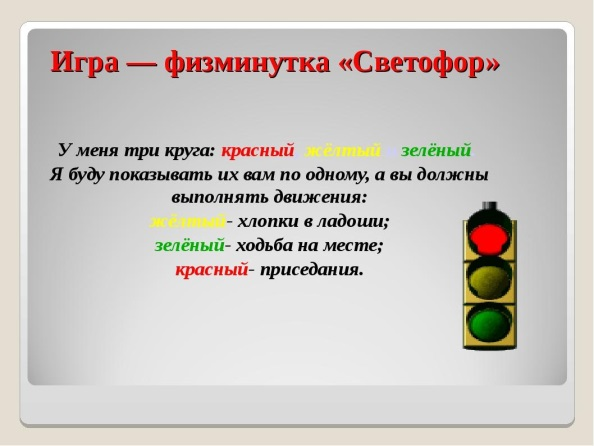 Игра — физминутка «Светофор»
У меня три круга: красный жёлтый зелёный
Я буду показывать их вам по одному, а вы должны
выполнять движения:
жёлтый- хлопки в ладоши;
зелёный- ходьба на месте;
красный- приседания.